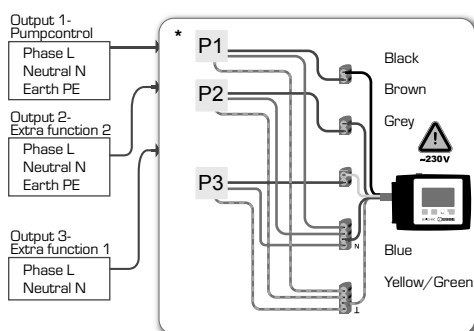 Output 1-
Pumpcontrol
Phase L
Neutral N
Earth PE
Output 2-
Extra function 2
Phase L
Neutral N
Earth PE
Output 3-
Extra function 1
Phase L
Neutral N
*
P1
P2
P3
Black
Brown
Grey
~230V
N
Blue
Yellow/Green